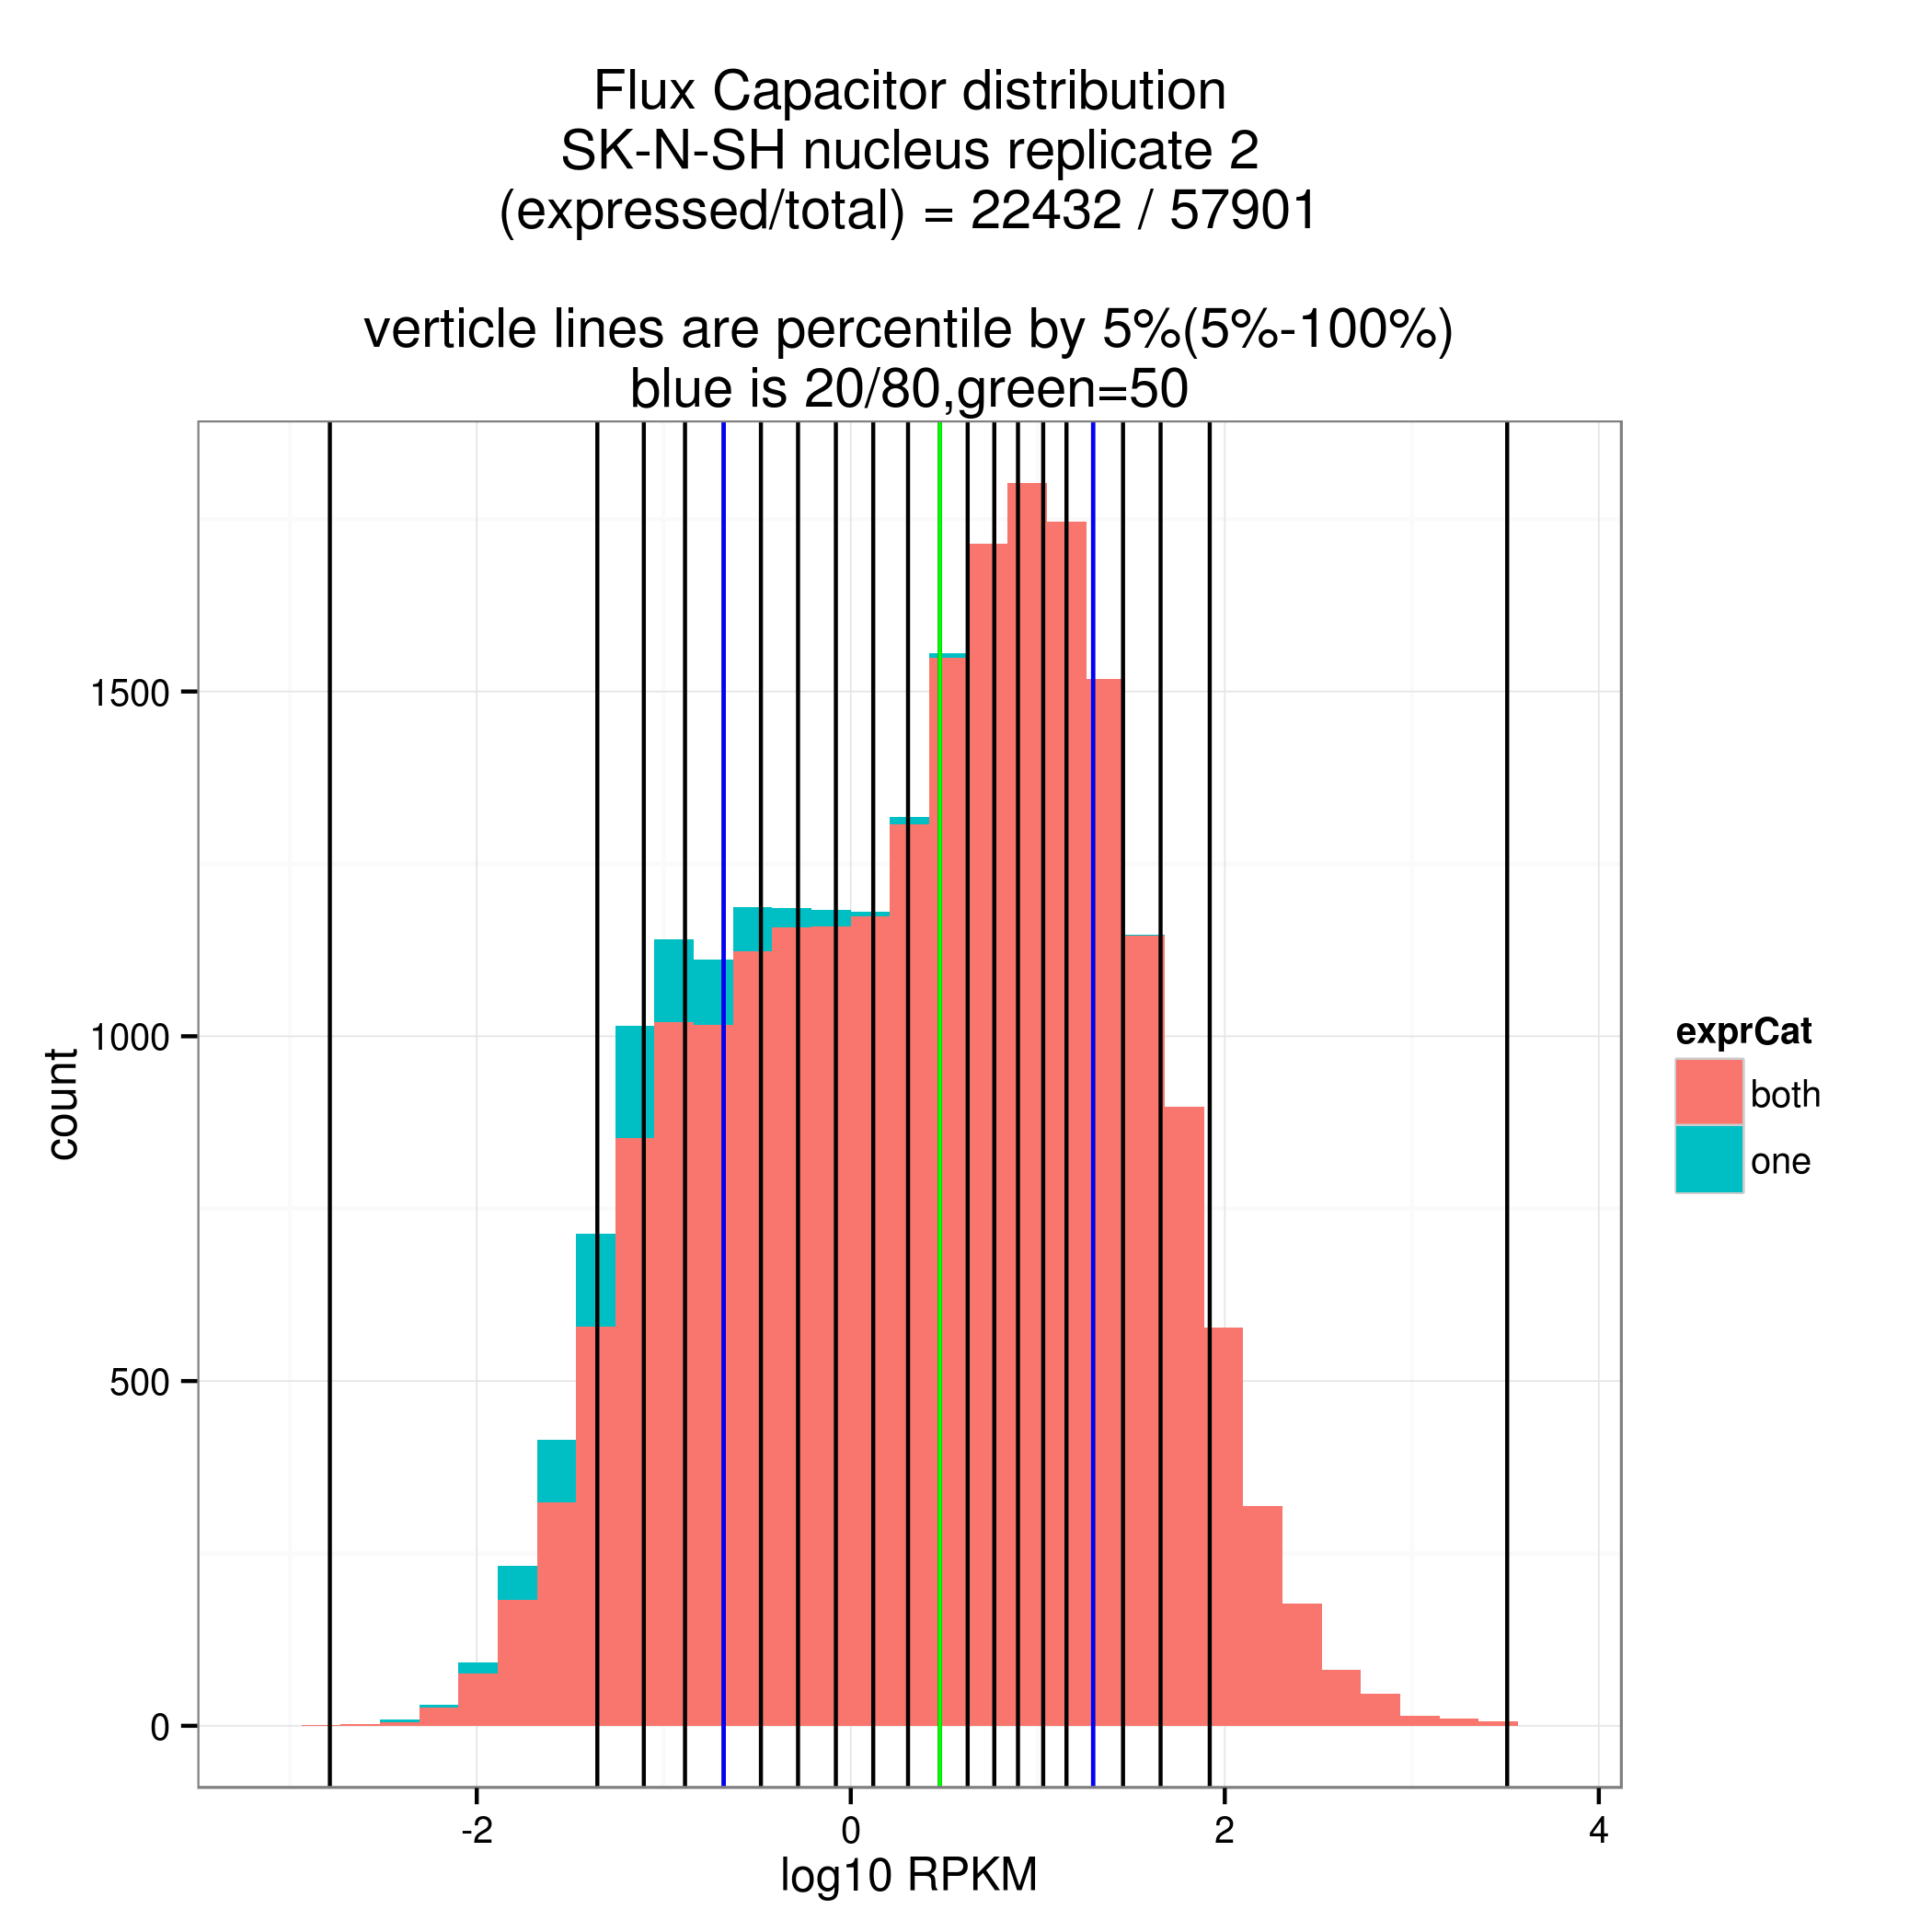 Flux Capacitor distribution
SK-N-SH nucleus replicate 2
(expressed/total) = 22432 / 57901
verticle lines are percentile by 5%(5%-100%)
blue is 20/80,green=50
1500
1000
500
0
count
-2
0
2
4
log10 RPKM
exprCat
both
one